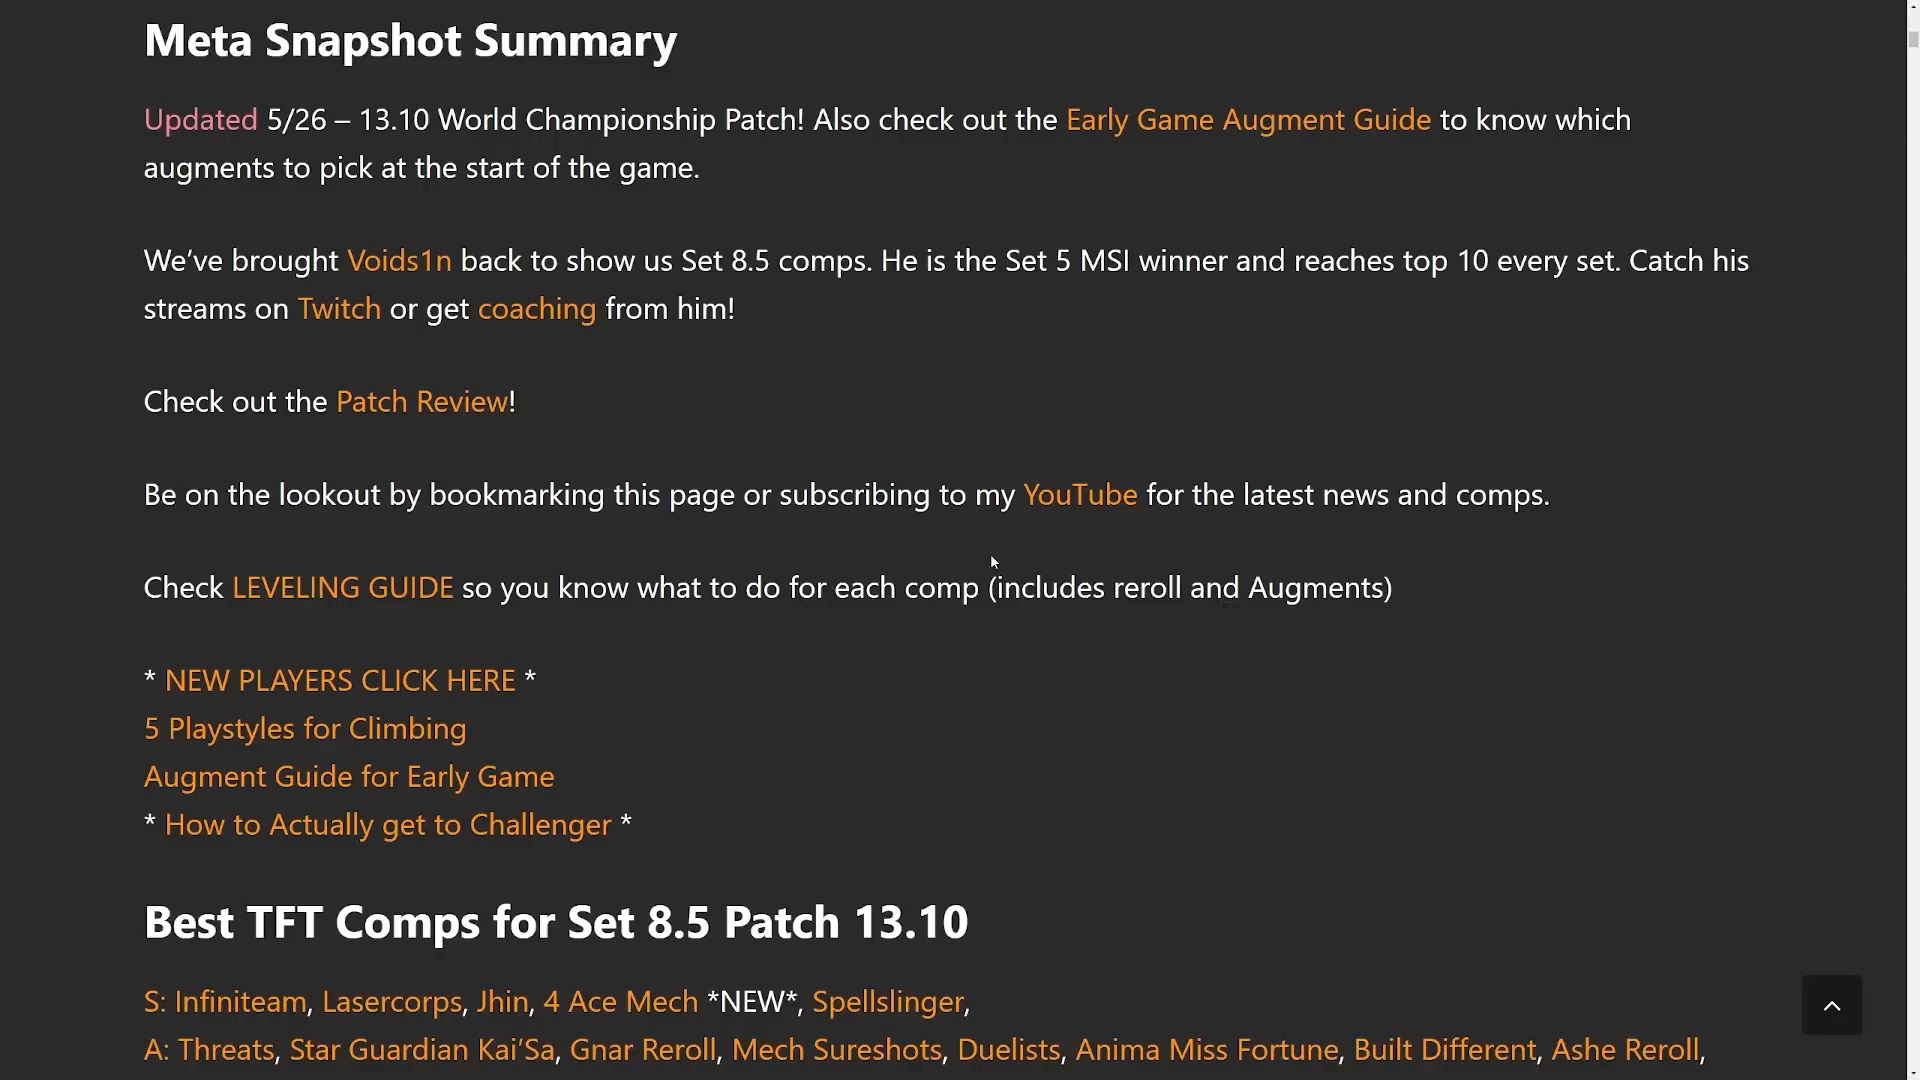 Meta Snapshot Summary
Updated 5/26 – 13.10 World Championship Patch! Also check out the Early Game Augment Guide to know which
augments to pick at the start of the game.
We’ve brought Voids1n back to show us Set 8.5 comps. He is the Set 5 MSI winner and reaches top 10 every set. Catch his
streams on Twitch or get coaching from him!
Check out the Patch Review!
Be on the lookout by bookmarking this page or subscribing to my YouTube for the latest news and comps.
Check LEVELING GUIDE so you know what to do for each comp (includes reroll and Augments)
* NEW PLAYERS CLICK HERE *
5 Playstyles for Climbing
Augment Guide for Early Game
* How to Actually get to Challenger *
Best TFT Comps for Set 8.5 Patch 13.10
S: Infiniteam, Lasercorps, Jhin, 4 Ace Mech *NEW*, Spellslinger,
A: Threats, Star Guardian Kai’Sa, Gnar Reroll, Mech Sureshots, Duelists, Anima Miss Fortune, Built Different, Ashe Reroll,